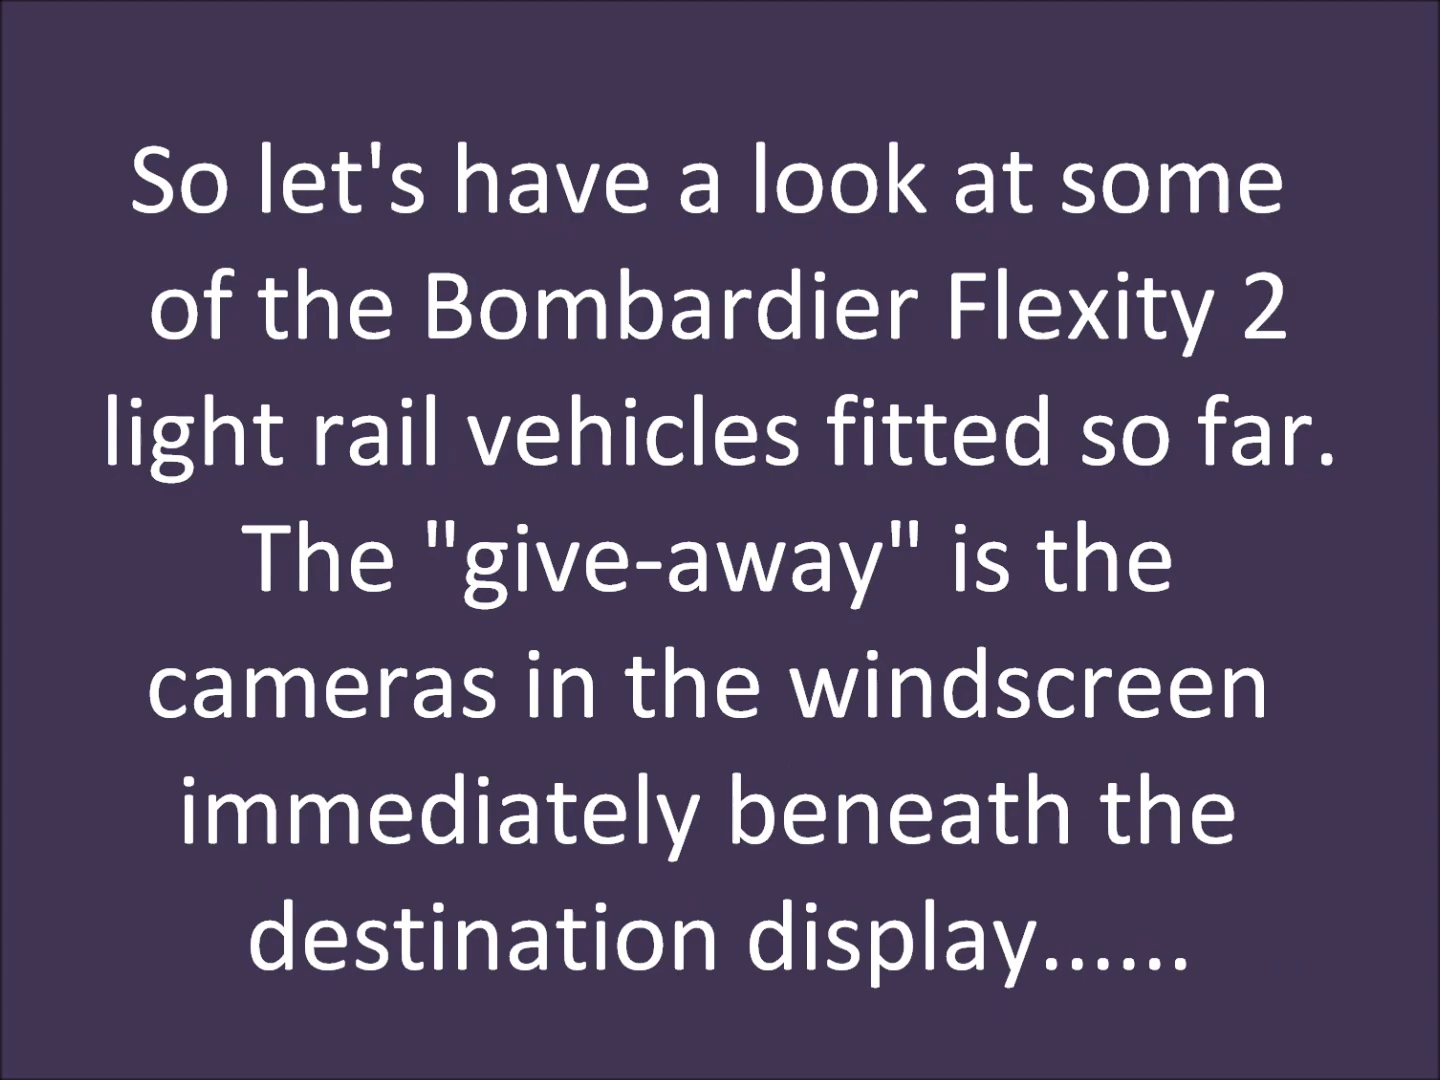 So let's have a look at some
of the Bombardier Flexity 2
light rail vehicles fitted so far.
The "give-away" is the
cameras in the windscreen
immediately beneath the
destination display......